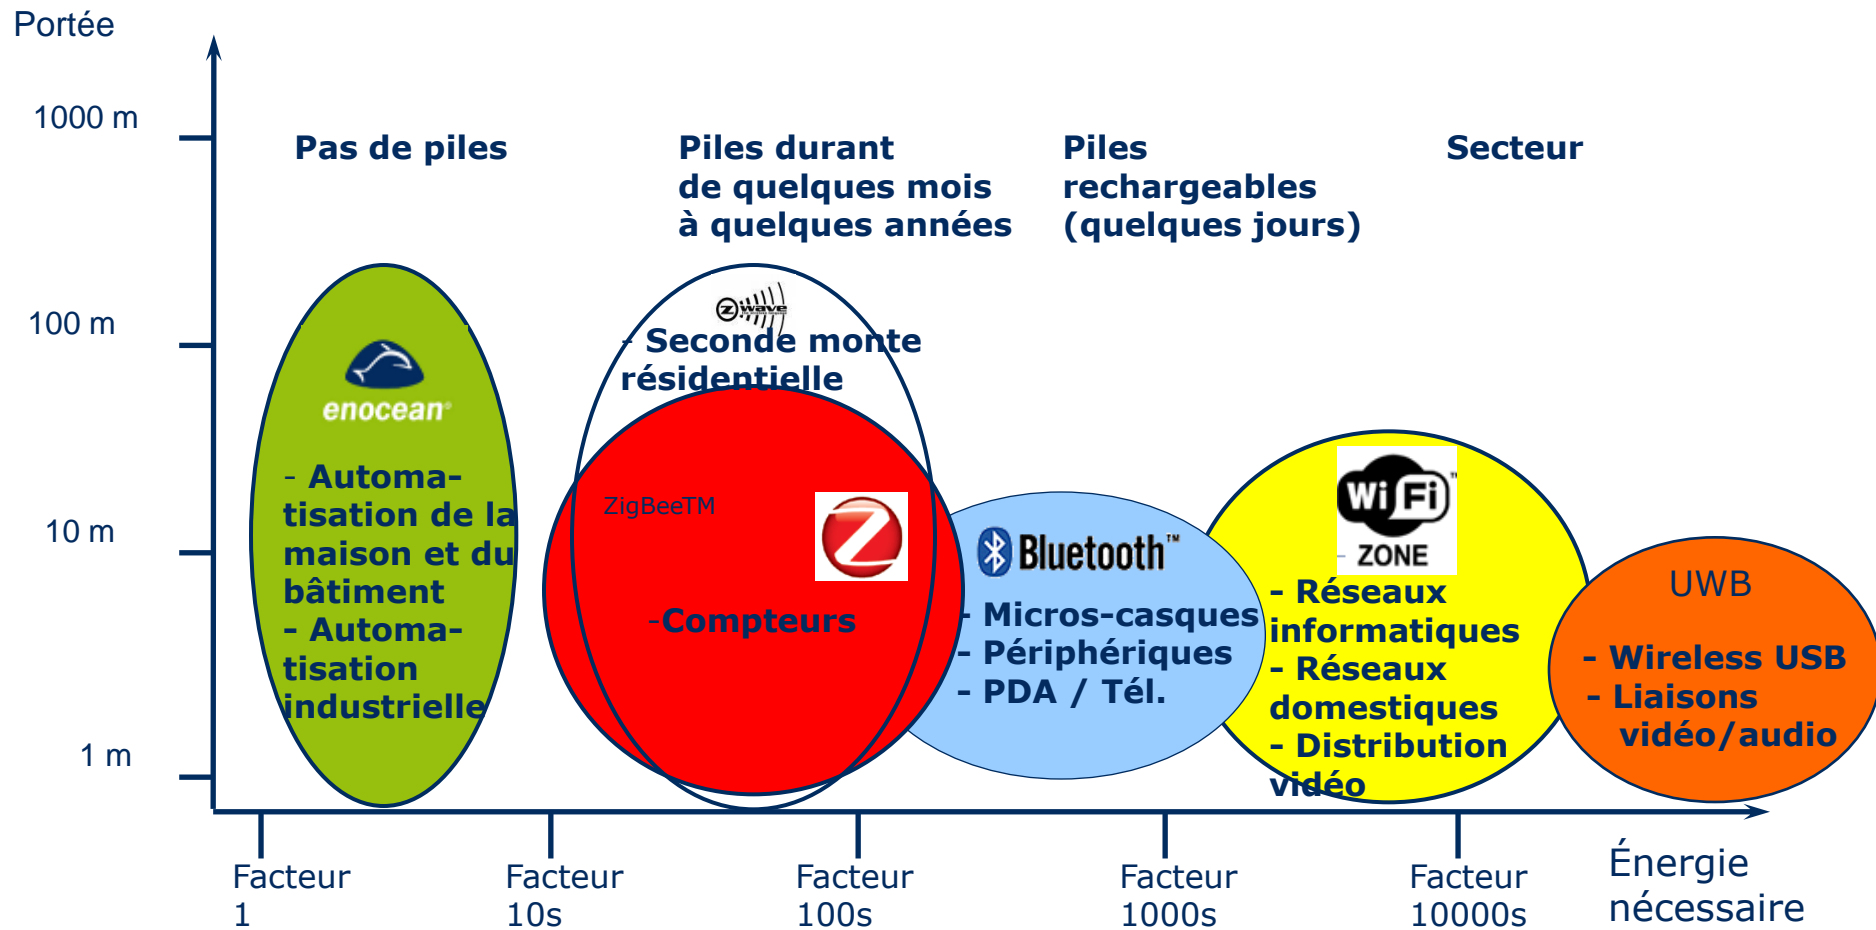 Portée
1000 m
100 m
10 m
1 m
Pas de piles
Piles durant
de quelques mois
à quelques années
Piles
rechargeables
(quelques jours)
Secteur
enocean®
- Automa-
tisation de la
maison et du
bâtiment
- Automa-
tisation
industrielle
Z wave
- Seconde monte
résidentielle
ZigBeeTM
Z
-Compteurs
Bluetooth™
- Micros-casques
- Périphériques
- PDA / Tél.
Wi Fi™
ZONE
- Réseaux
informatiques
- Réseaux
domestiques
- Distribution
vidéo
UWB
- Wireless USB
- Liaisons
vidéo/audio
Facteur
1
Facteur
10s
Facteur
100s
Facteur
1000s
Facteur
10000s
Énergie
nécessaire